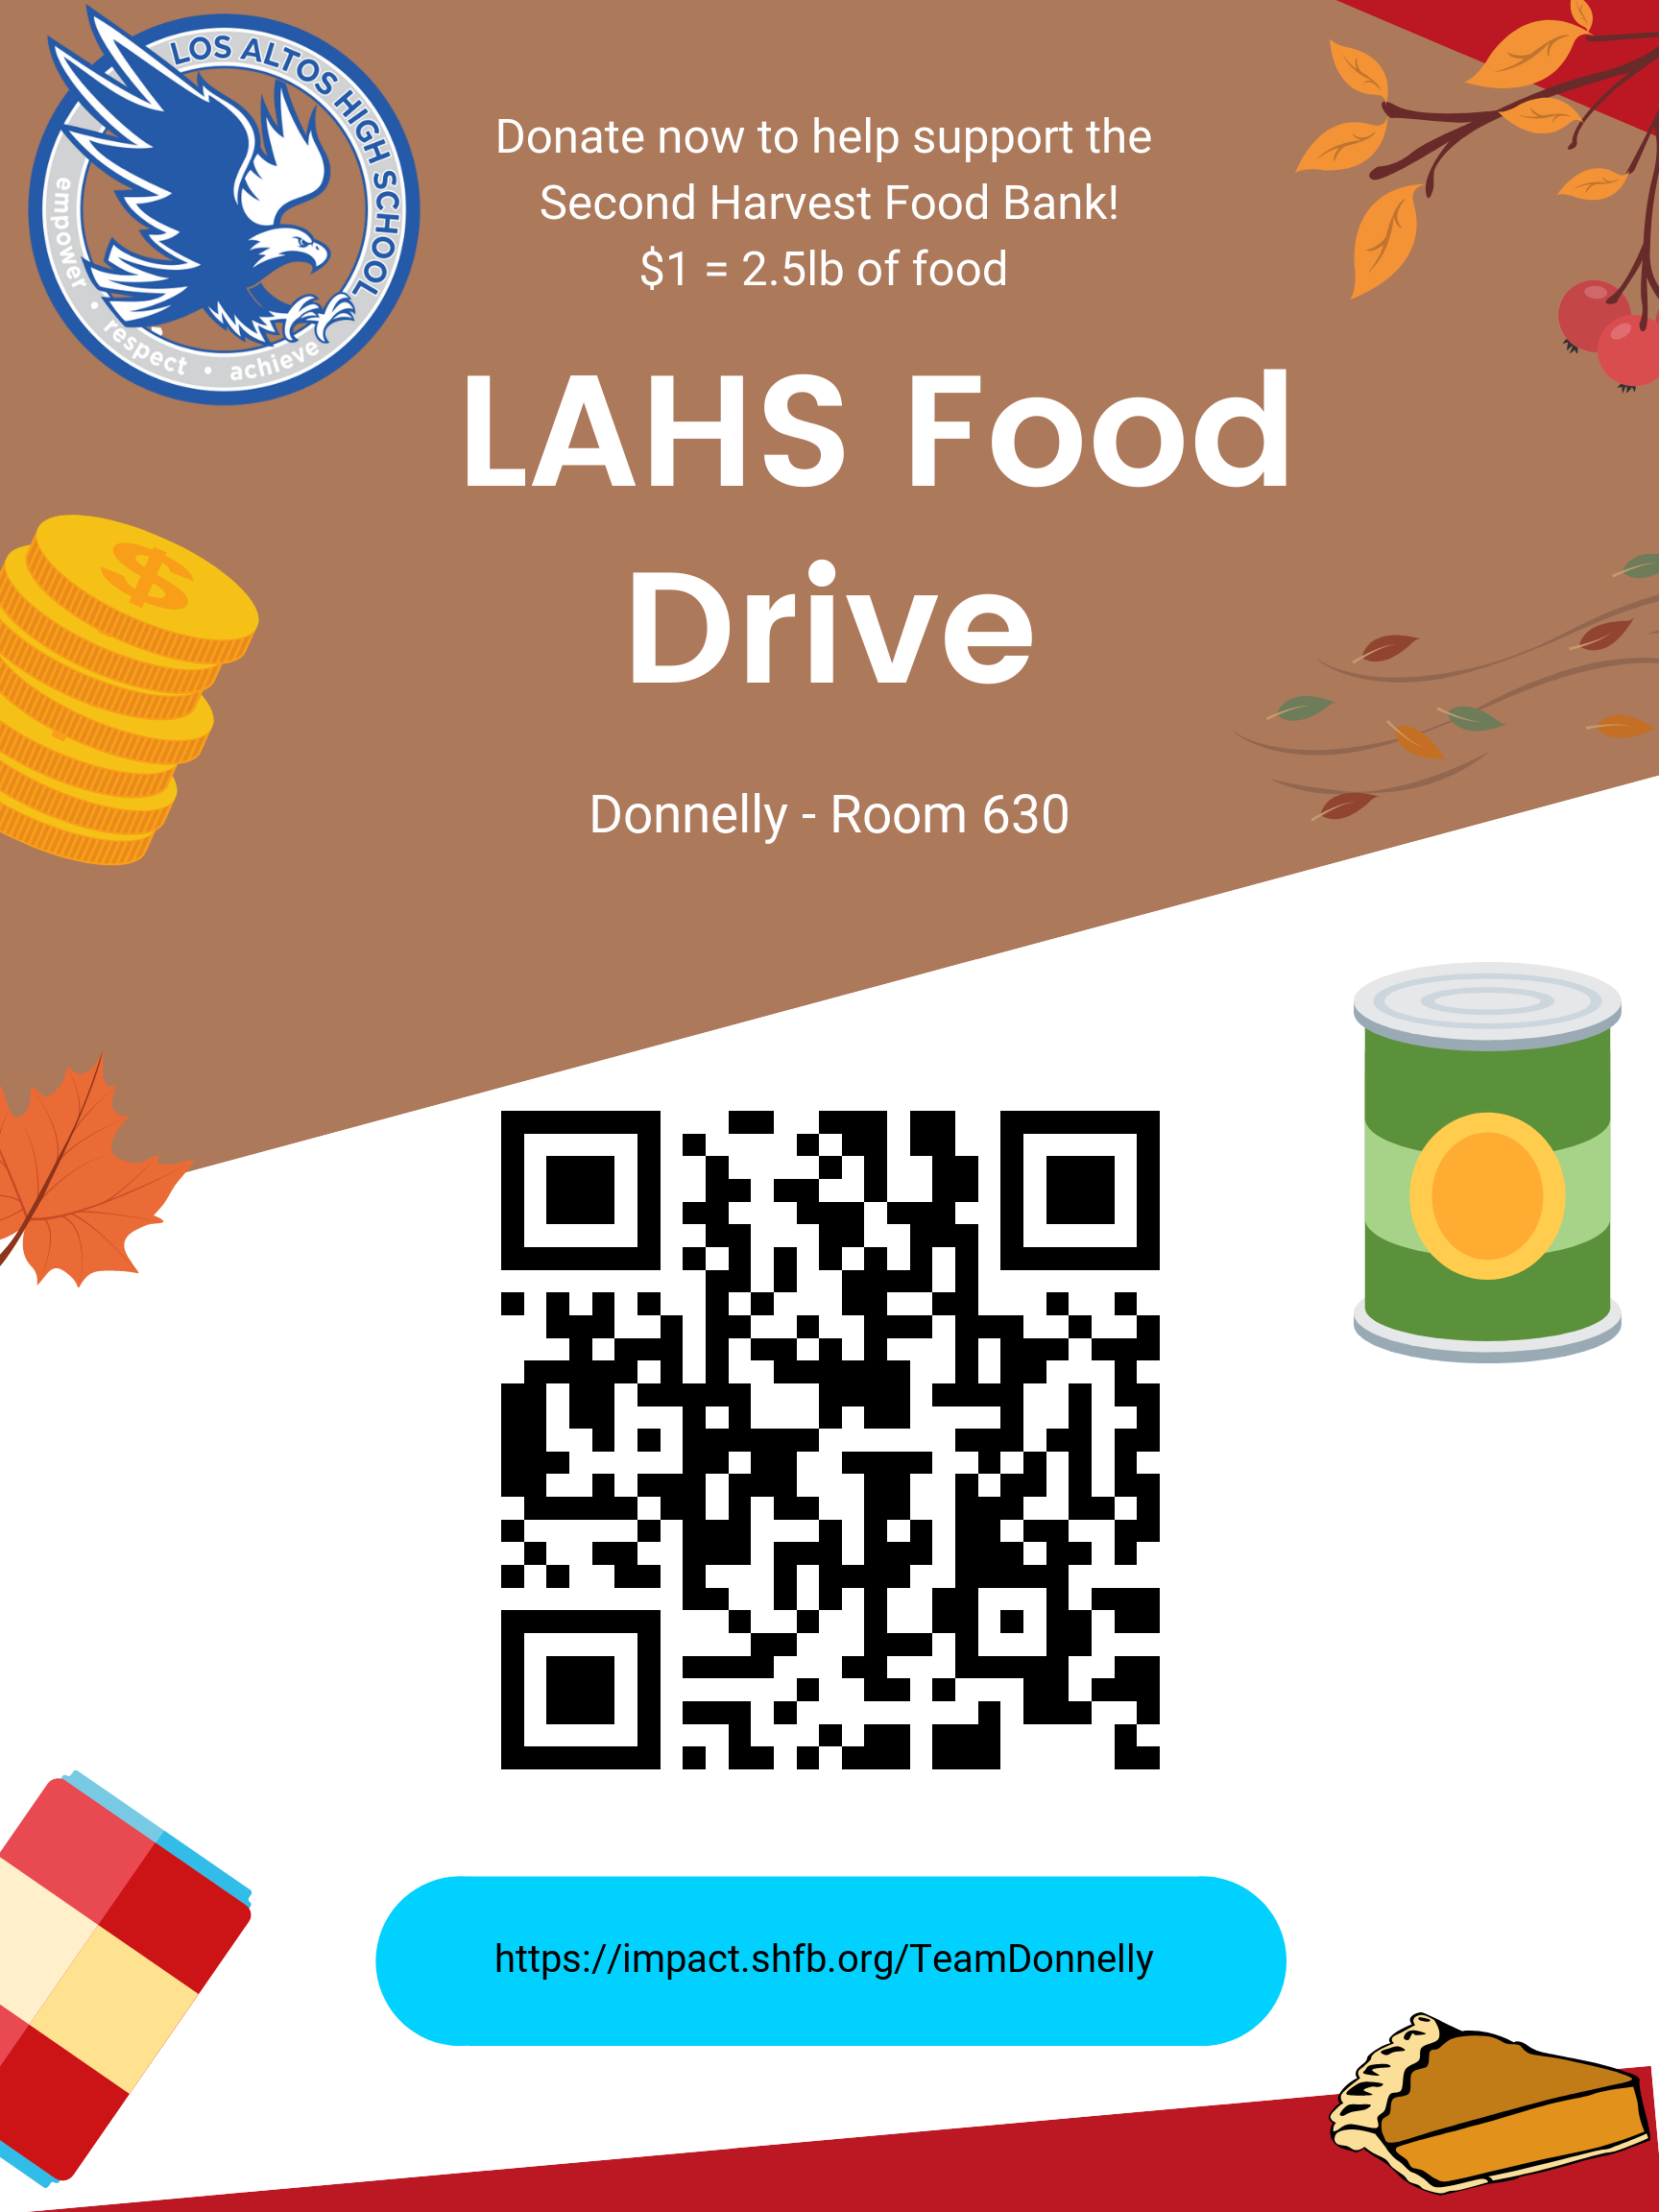 LOS ALTOS HIGH SCHOOL
empower • respect • achieve
Donate now to help support the
Second Harvest Food Bank!
$1 = 2.5lb of food
LAHS Food
Drive
$
Donnelly - Room 630
https://impact.shfb.org/TeamDonnelly